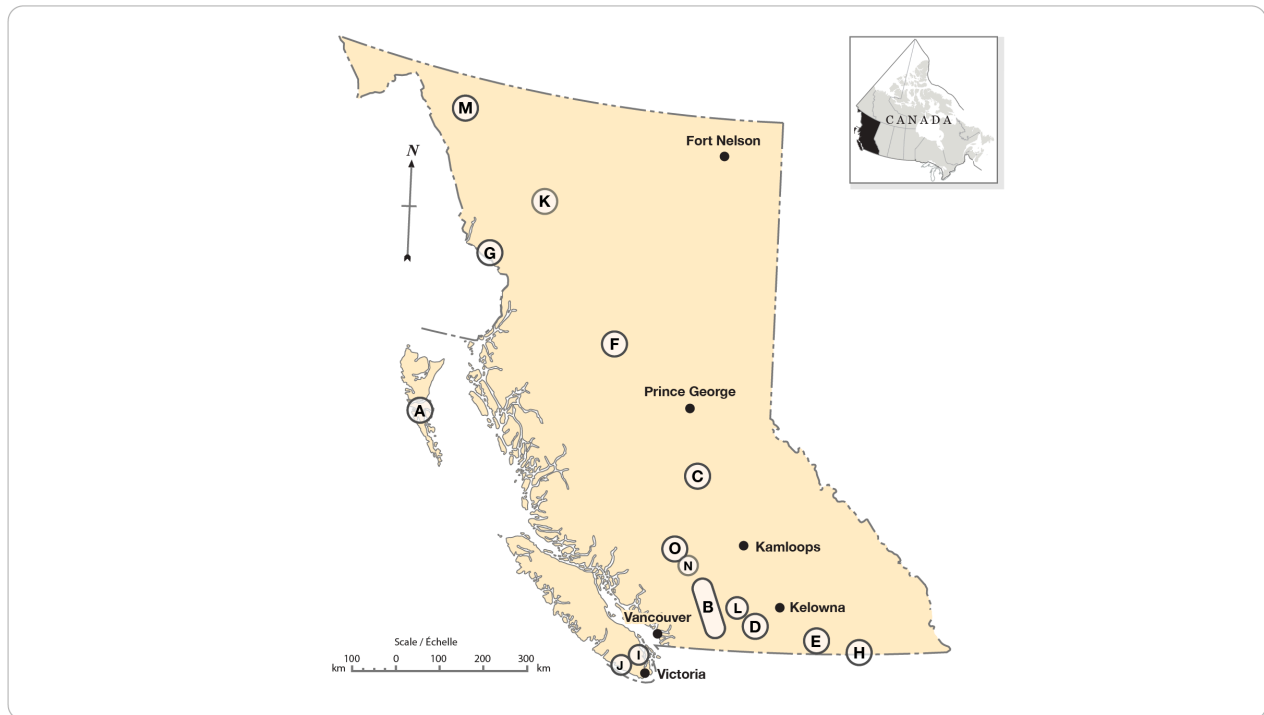 M
Fort Nelson
CANADA
N
K
G
F
Prince George
A
C
O
Kamloops
N
B
L
Kelowna
Vancouver
D
E
Scale / Échelle
H
I
100 0 100 200 300
km km
J
Victoria